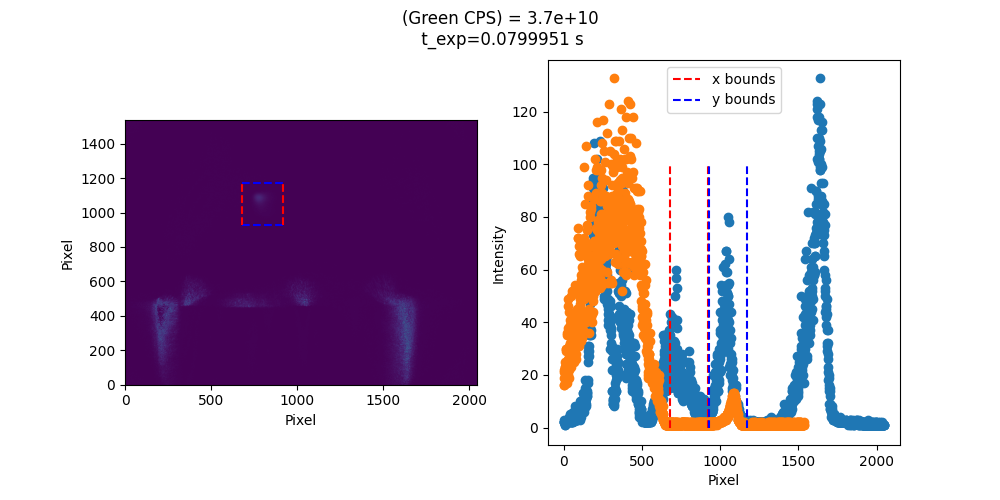 (Green CPS) = 3.7e+10
t_exp=0.0799951 s
Pixel
1400
1200
1000
800
600
400
200
0
0 500 1000 1500 2000
Pixel
Intensity
120
100
80
60
40
20
0
x bounds
y bounds
0 500 1000 1500 2000
Pixel